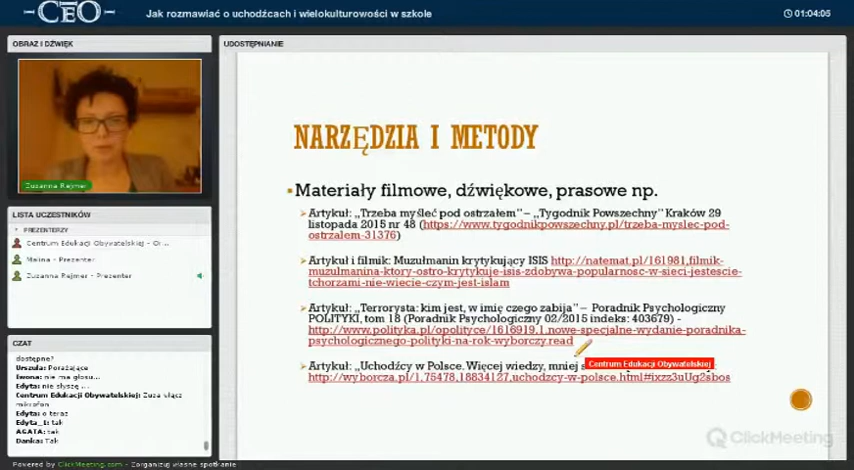 CEO
Jak rozmawiać o uchodźcach i wielokulturowości w szkole
01:04:05
OBRAZ I DŹWIĘK
Zuzanna Rejmer
LISTA UCZESTNIKÓW
PREZENTERZY
Centrum Edukacji Obywatelskiej - Or...
Malina - Prezenter
Zuzanna Rejmer - Prezenter
CZAT
dostępne?
Urszula: Porażające
Iwona: nie ma głosu...
Edyta: nie słyszę ...
Centrum Edukacji Obywatelskiej: Zuza włącz
mikrofon
Edyta: o teraz
Edyta_1: tak
AGATA: tak
Danka: Tak
Powered by ClickMeeting.com - Zorganizuj własne spotkanie
UDOSTĘPNIANIE
NARZĘDZIA I METODY
Materiały filmowe, dźwiękowe, prasowe np.
Artykuł: „Trzeba myśleć pod ostrzałem” – „Tygodnik Powszechny” Kraków 29
listopada 2015 nr 48 (https://www.tygodnikpowszechny.pl/trzeba-myslec-pod-
ostrzalem-31376)
Artykuł i filmik: Muzułmanin krytykujący ISIS http://natemat.pl/161981,filmik-
muzulmanina-ktory-ostro-krytykuje-isis-zdobywa-popularnosc-w-sieci-jestescie-
tchorzami-nie-wiecie-czym-jest-islam
Artykuł: „Terrorysta: kim jest, w imię czego zabija” – Poradnik Psychologiczny
POLITYKI, tom 18 (Poradnik Psychologiczny 02/2015 indeks: 403679) -
http://www.polityka.pl/opolityce/1616919,1,nowe-specjalne-wydanie-poradnika-
psychologicznego-polityki-na-rok-wyborczy.read
Artykuł: „Uchodźcy w Polsce. Więcej wiedzy, mniej
Centrum Edukacji Obywatelskiej
http://wyborcza.pl/1,75478,18834127,uchodzcy-w-polsce.html#ixzz3uUg2sbos
ClickMeeting